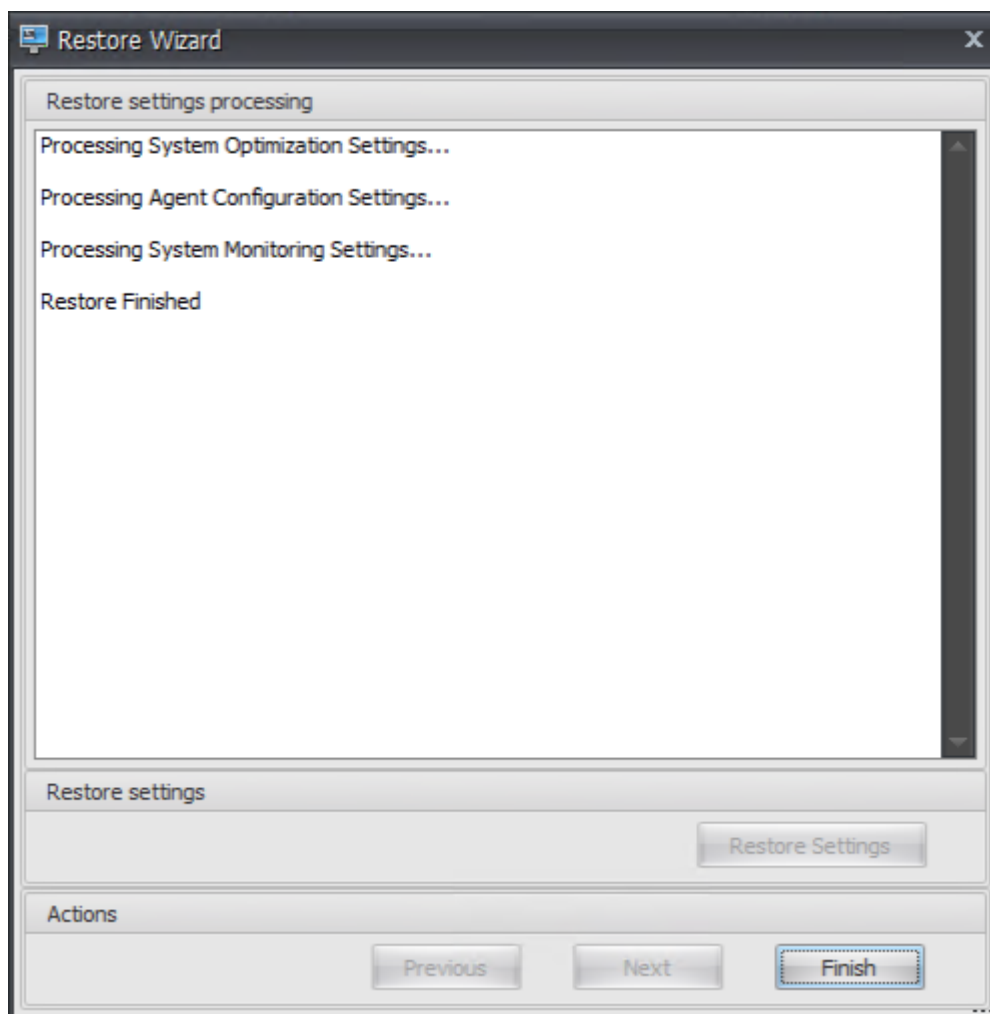 Restore Wizard
x
Restore settings processing
Processing System Optimization Settings...
Processing Agent Configuration Settings...
Processing System Monitoring Settings...
Restore Finished
Restore settings
Restore Settings
Actions
Previous Next Finish